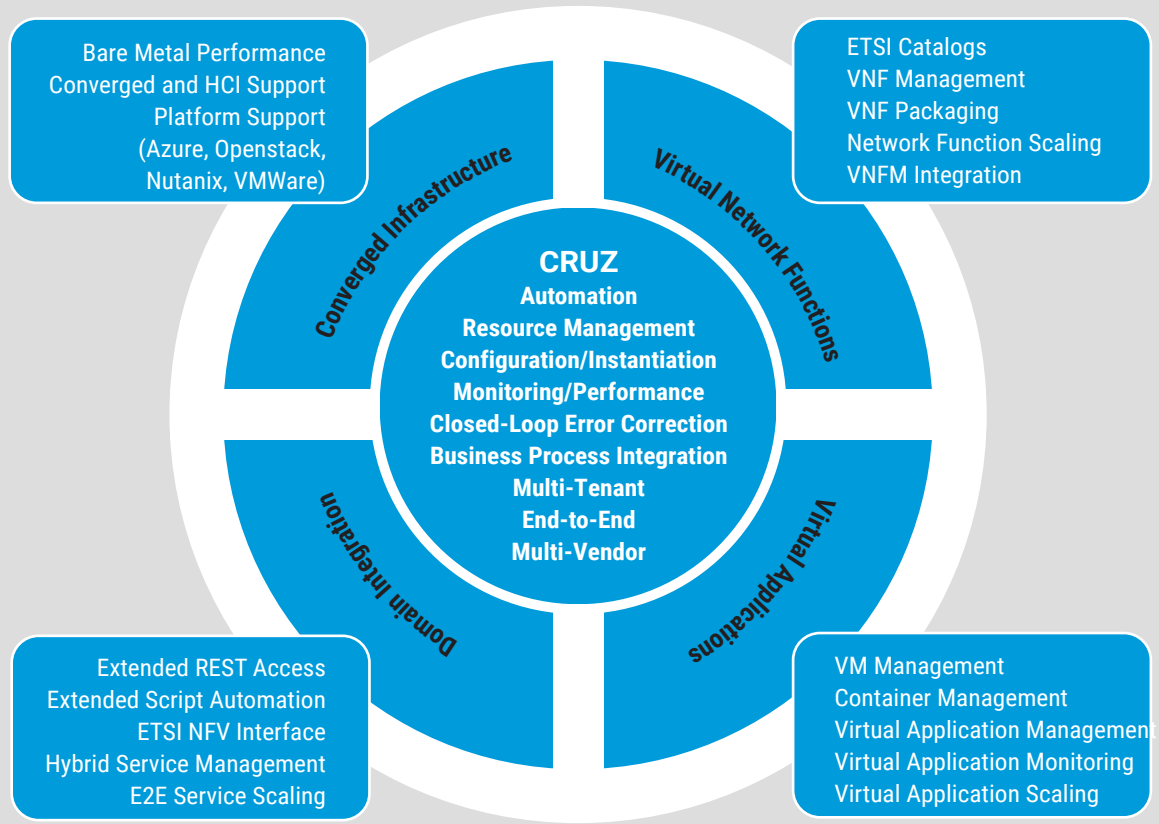 Bare Metal Performance
Converged and HCI Support
Platform Support
(Azure, Openstack,
Nutanix, VMWare)
ETSI Catalogs
VNF Management
VNF Packaging
Network Function Scaling
VNFM Integration
Converged Infrastructure
Virtual Network Functions
CRUZ
Automation
Resource Management
Configuration/Instantiation
Monitoring/Performance
Closed-Loop Error Correction
Business Process Integration
Multi-Tenant
End-to-End
Multi-Vendor
Domain Integration
Virtual Applications
Extended REST Access
Extended Script Automation
ETSI NFV Interface
Hybrid Service Management
E2E Service Scaling
VM Management
Container Management
Virtual Application Management
Virtual Application Monitoring
Virtual Application Scaling